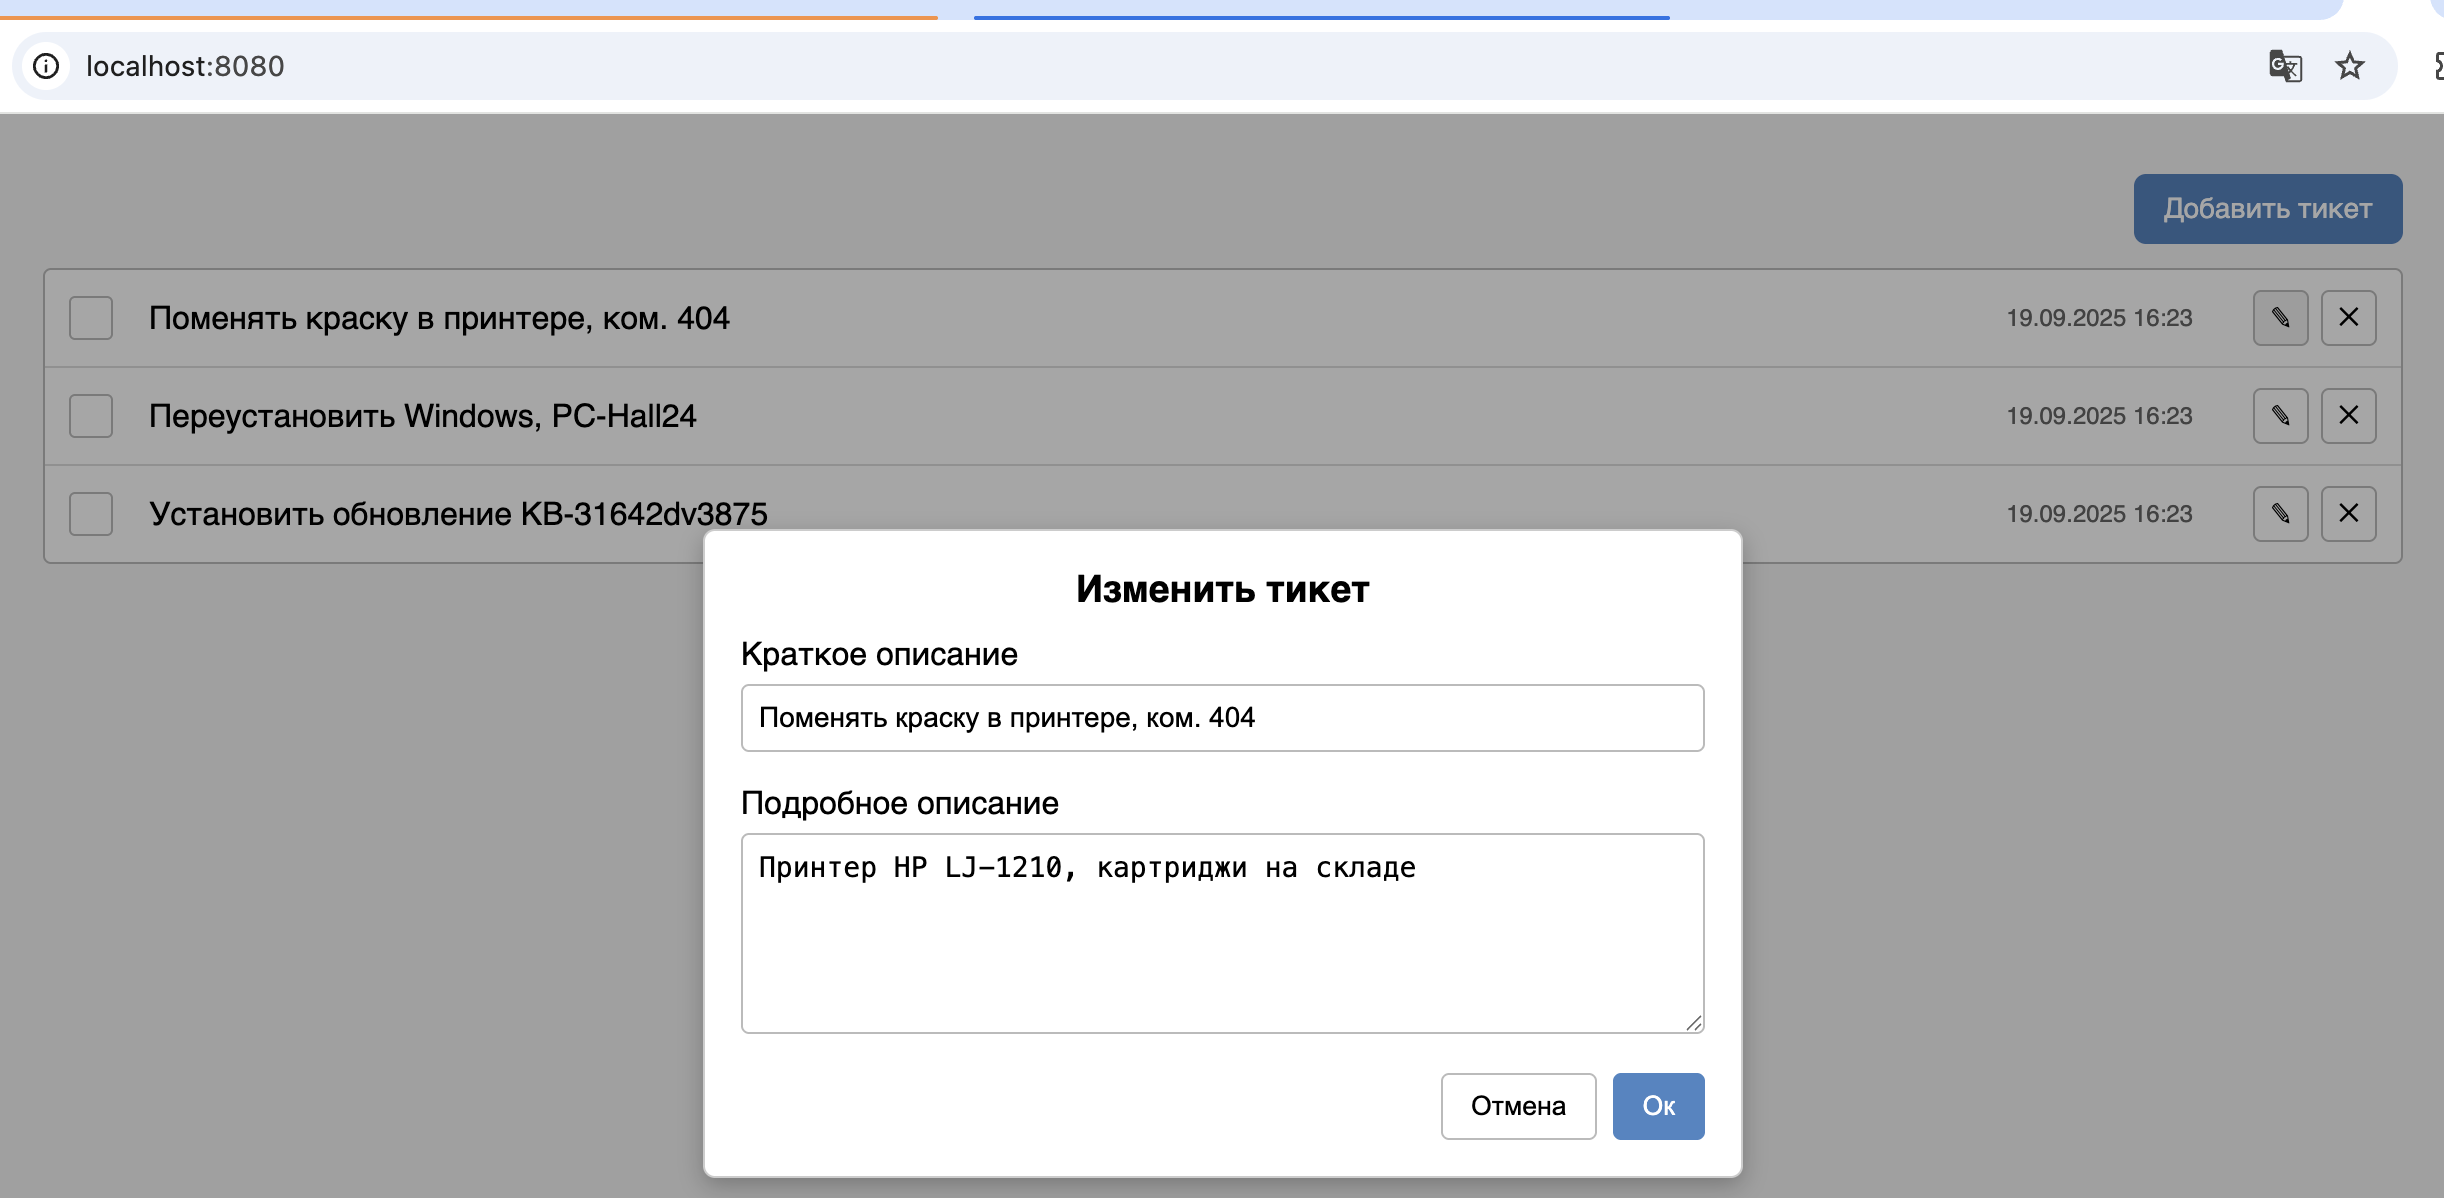 localhost:8080
Добавить тикет
Поменять краску в принтере, ком. 404 19.09.2025 16:23
Переустановить Windows, PC-Hall24 19.09.2025 16:23
Установить обновление KB-31642dv3875 19.09.2025 16:23
Изменить тикет
Краткое описание
Поменять краску в принтере, ком. 404
Подробное описание
Принтер HP LJ-1210, картриджи на складе
Отмена Ок